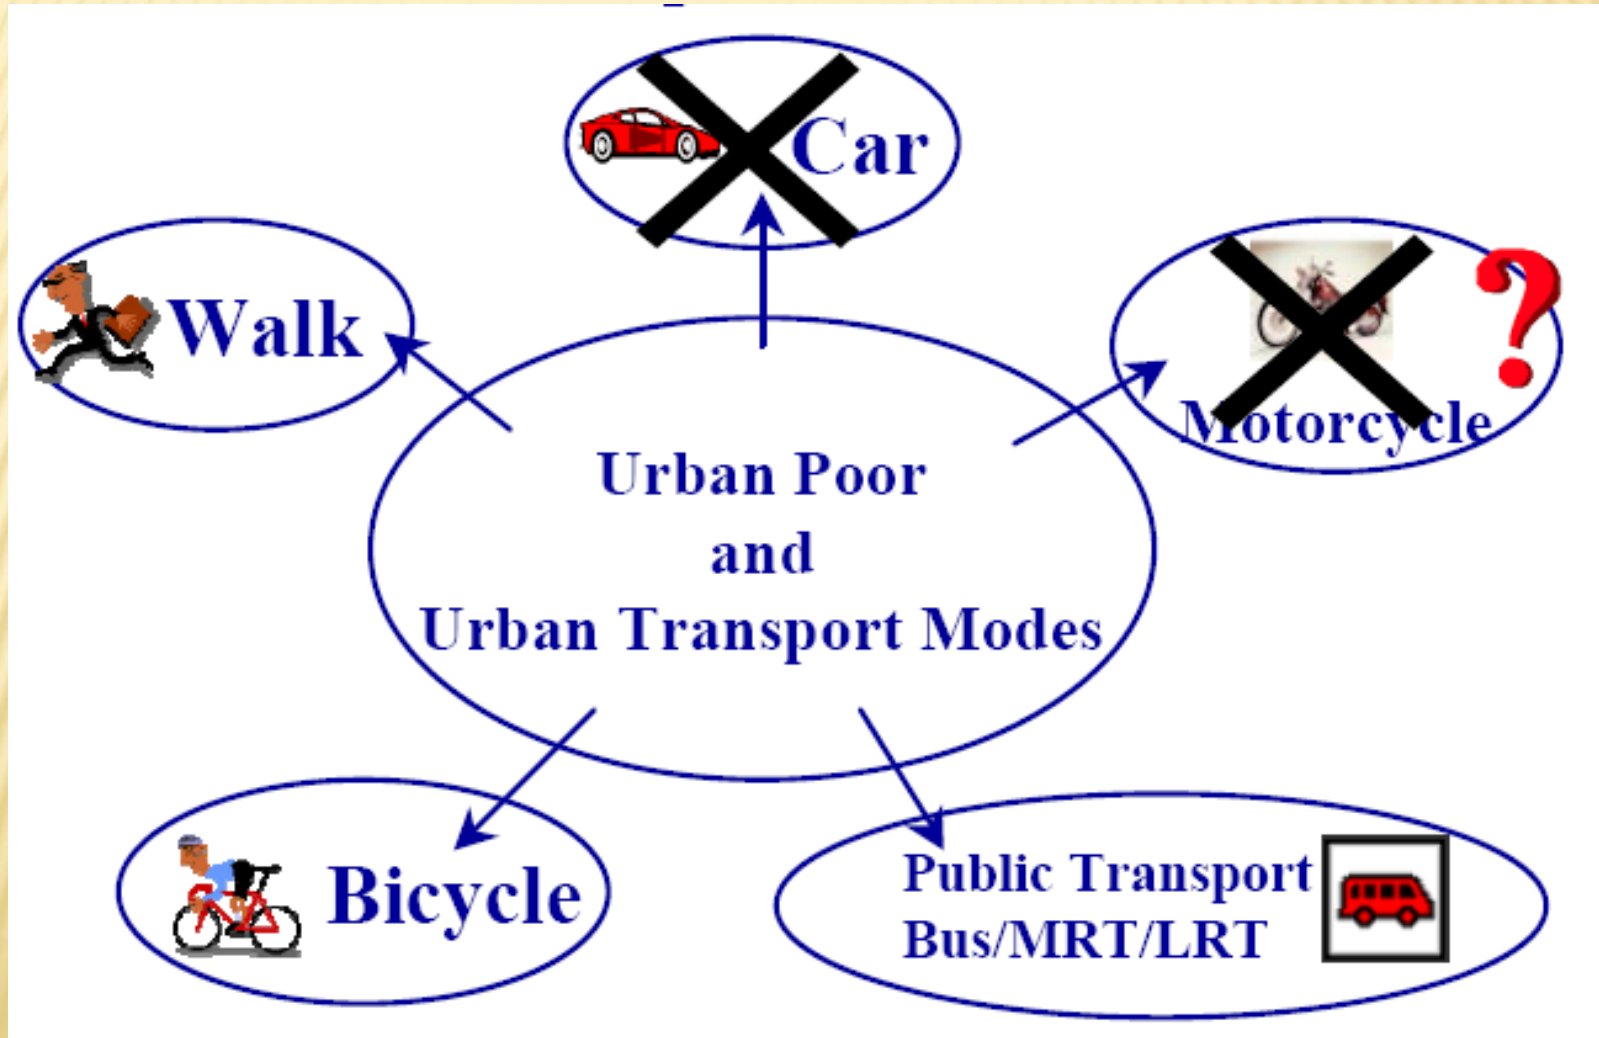 Car
Walk
?
Motorcycle
Urban Poor
and
Urban Transport Modes
Bicycle
Public Transport
Bus/MRT/LRT